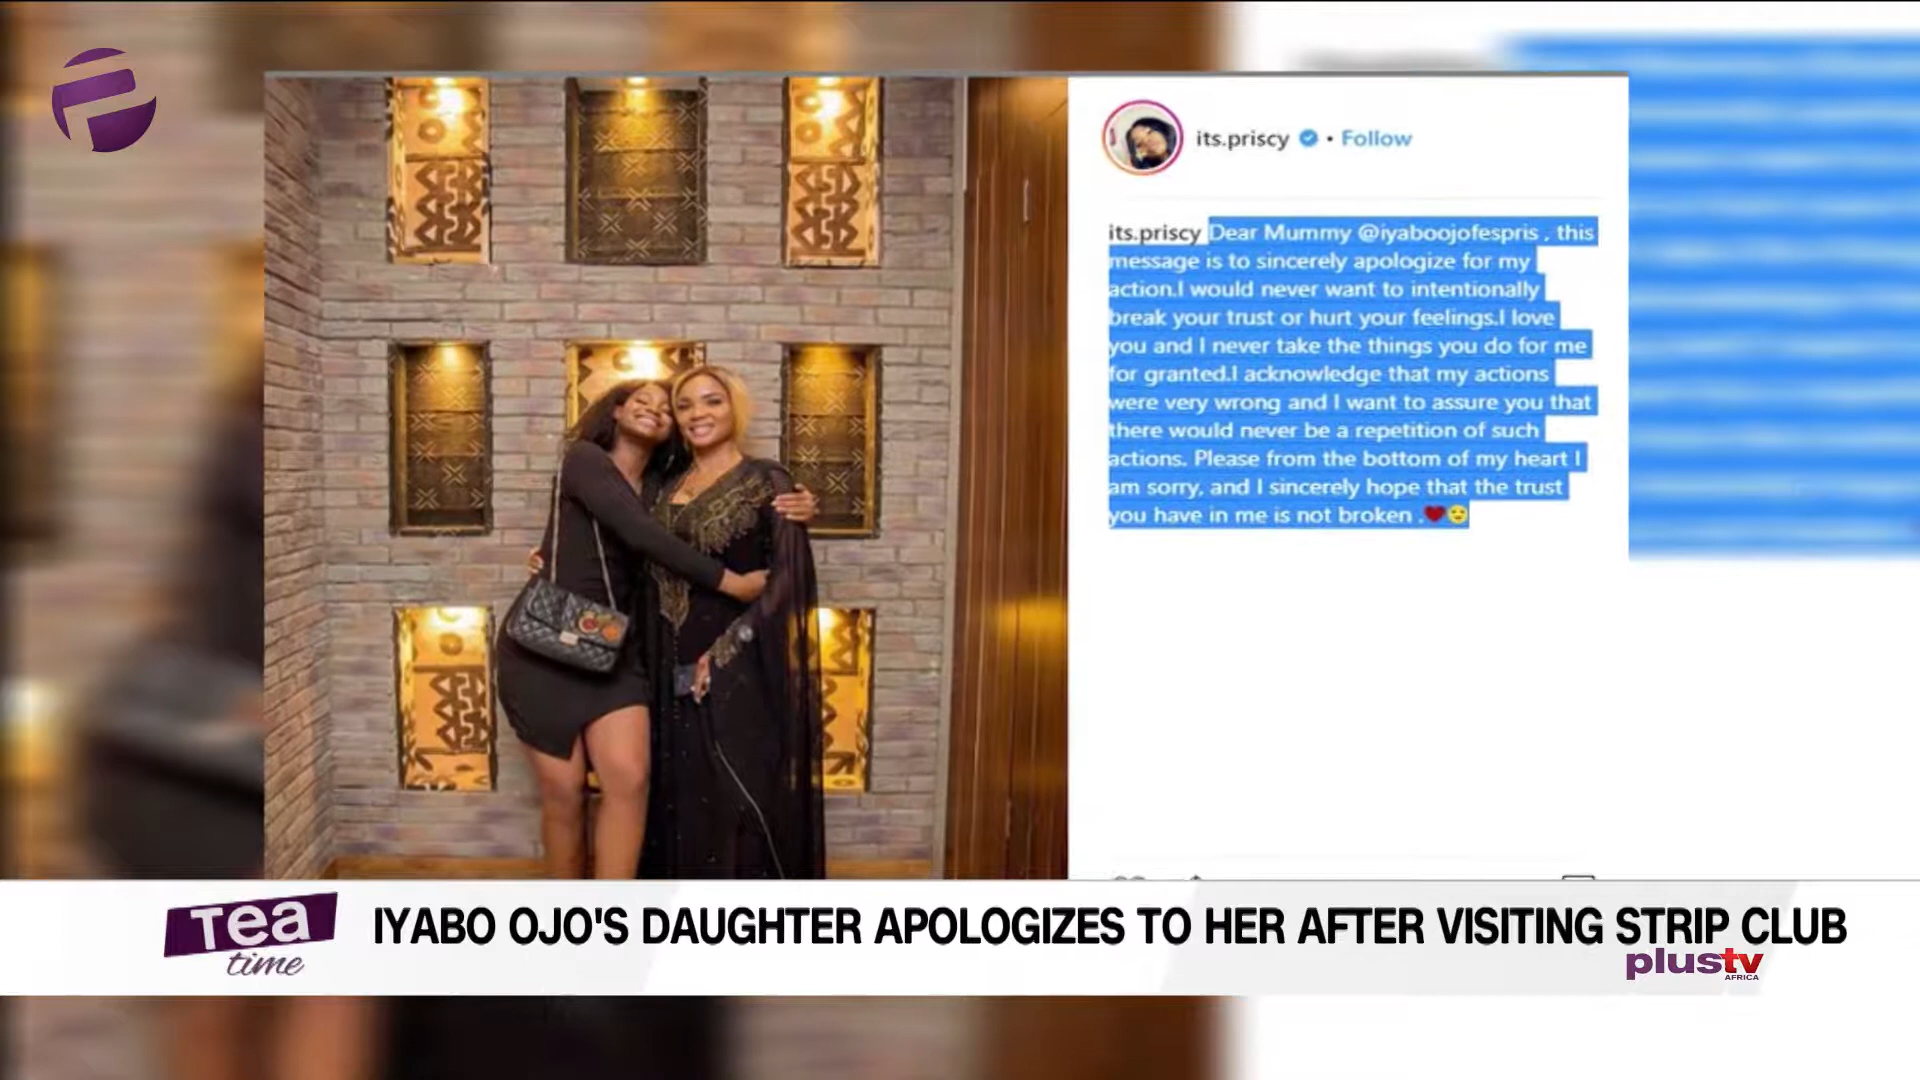 its.priscy • Follow
its.priscy Dear Mummy @iyaboojofespris , this
message is to sincerely apologize for my
action.I would never want to intentionally
break your trust or hurt your feelings.I love
you and I never take the things you do for me
for granted.I acknowledge that my actions
were very wrong and I want to assure you that
there would never be a repetition of such
actions. Please from the bottom of my heart I
am sorry, and I sincerely hope that the trust
you have in me is not broken .❤️😌
Tea
time
IYABO OJO'S DAUGHTER APOLOGIZES TO HER AFTER VISITING STRIP CLUB
plustv
AFRICA